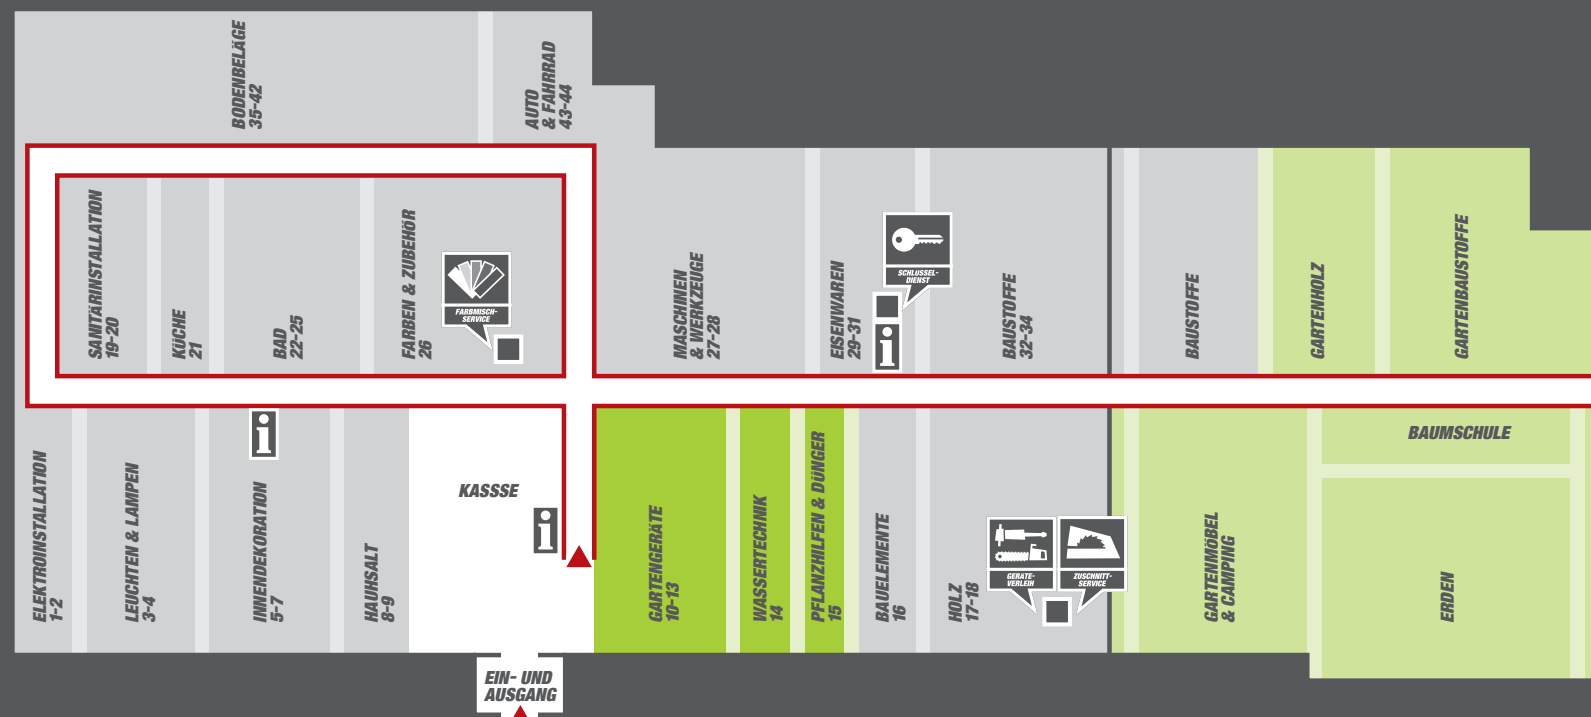 BODENBELÄGE
35-42
AUTO
& FAHRRAD
43-44
SANITÄRINSTALLATION
19-20
KÜCHE
21
BAD
22-25
FARBEN & ZUBEHÖR
26
FARBMISCH-
SERVICE
MASCHINEN
& WERKZEUGE
27-28
EISENWAREN
29-31
SCHLÜSSEL-
DIENST
i
BAUSTOFFE
32-34
BAUSTOFFE
GARTENHOLZ
GARTENBAUSTOFFE
ELEKTROINSTALLATION
1-2
LEUCHTEN & LAMPEN
3-4
i
INNENDEKORATION
5-7
HAUHSALT
8-9
KASSSE
i
GARTENGERÄTE
10-13
WASSERTECHNIK
14
PFLANZHILFEN & DÜNGER
15
BAUELEMENTE
16
HOLZ
17-18
GERÄTE-
VERLEIH
ZUSCHNITT-
SERVICE
GARTENMÖBEL
& CAMPING
BAUMSCHULE
ERDEN
EIN- UND
AUSGANG